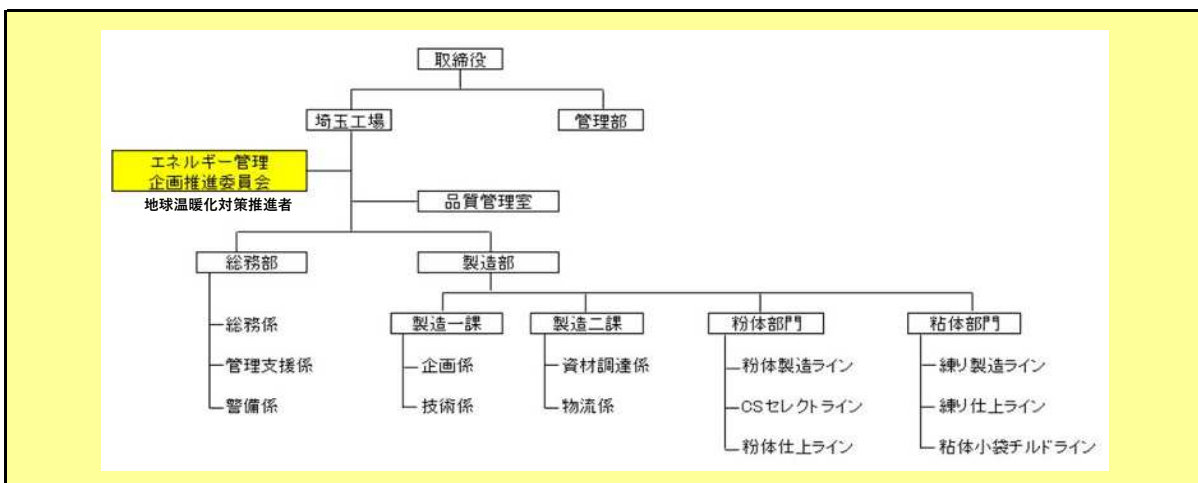 取締役
埼玉工場
管理部
エネルギー管理
企画推進委員会
地球温暖化対策推進者
品質管理室
総務部
製造部
総務係
管理支援係
警備係
製造一課
企画係
技術係
製造二課
資材調達係
物流係
粉体部門
粉体製造ライン
CSセレクトライン
粉体仕上ライン
粘体部門
練り製造ライン
練り仕上ライン
粘体小袋チルドライン